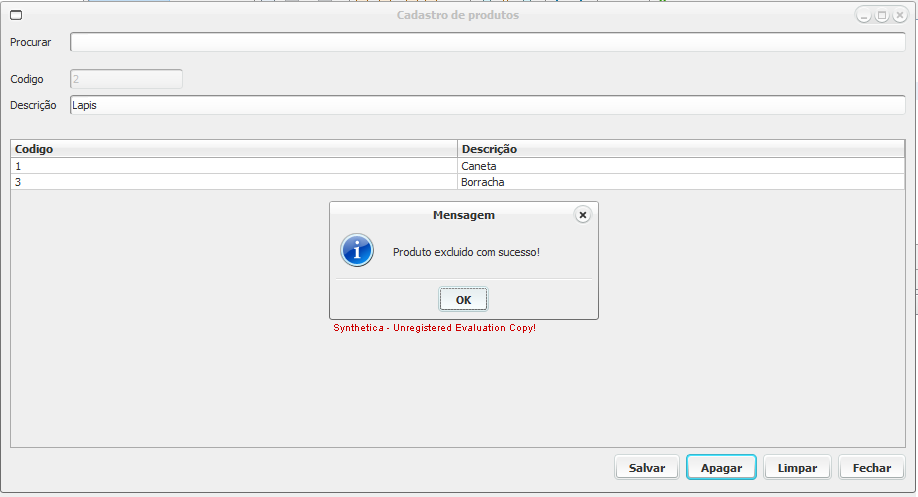 Cadastro de produtos
Procurar
Codigo 2
Descrição Lapis
Codigo Descrição
1 Caneta
3 Borracha
Mensagem
Produto excluido com sucesso!
OK
Synthetica - Unregistered Evaluation Copy!
Salvar Apagar Limpar Fechar